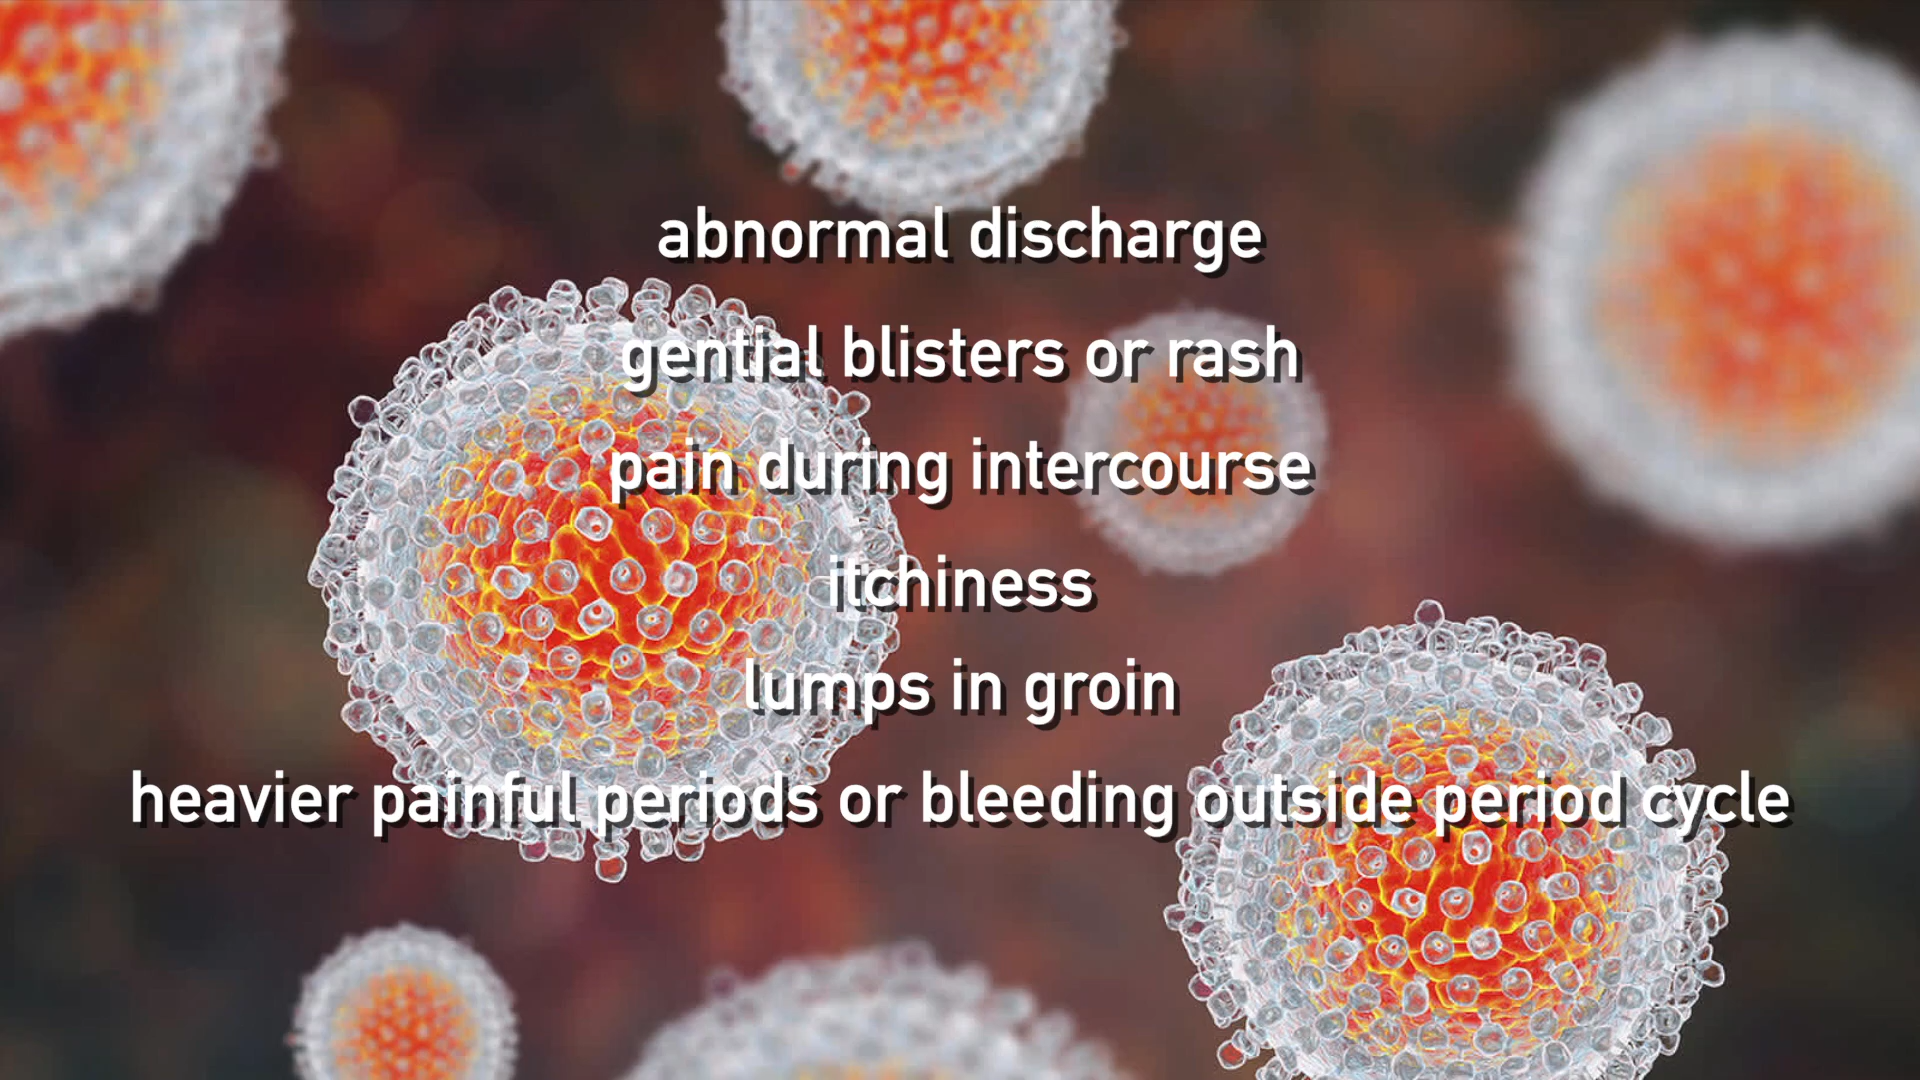 abnormal discharge
gential blisters or rash
pain during intercourse
itchiness
lumps in groin
heavier painful periods or bleeding outside period cycle